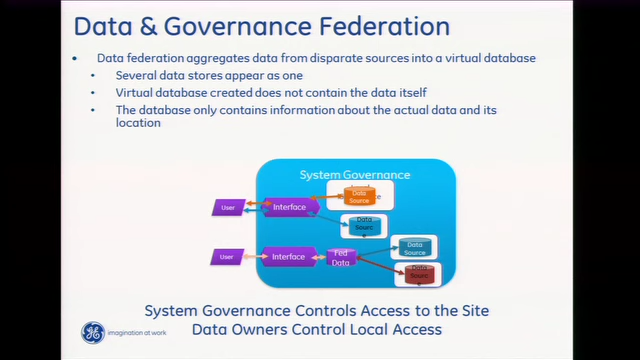 Data & Governance Federation
Data federation aggregates data from disparate sources into a virtual database
Several data stores appear as one
Virtual database created does not contain the data itself
The database only contains information about the actual data and its
location
System Governance
User
Interface
Data
Source
Data
Sourc
User
Interface
Fed
Data
Data
Source
Sourc
System Governance Controls Access to the Site
Data Owners Control Local Access
imagination at work